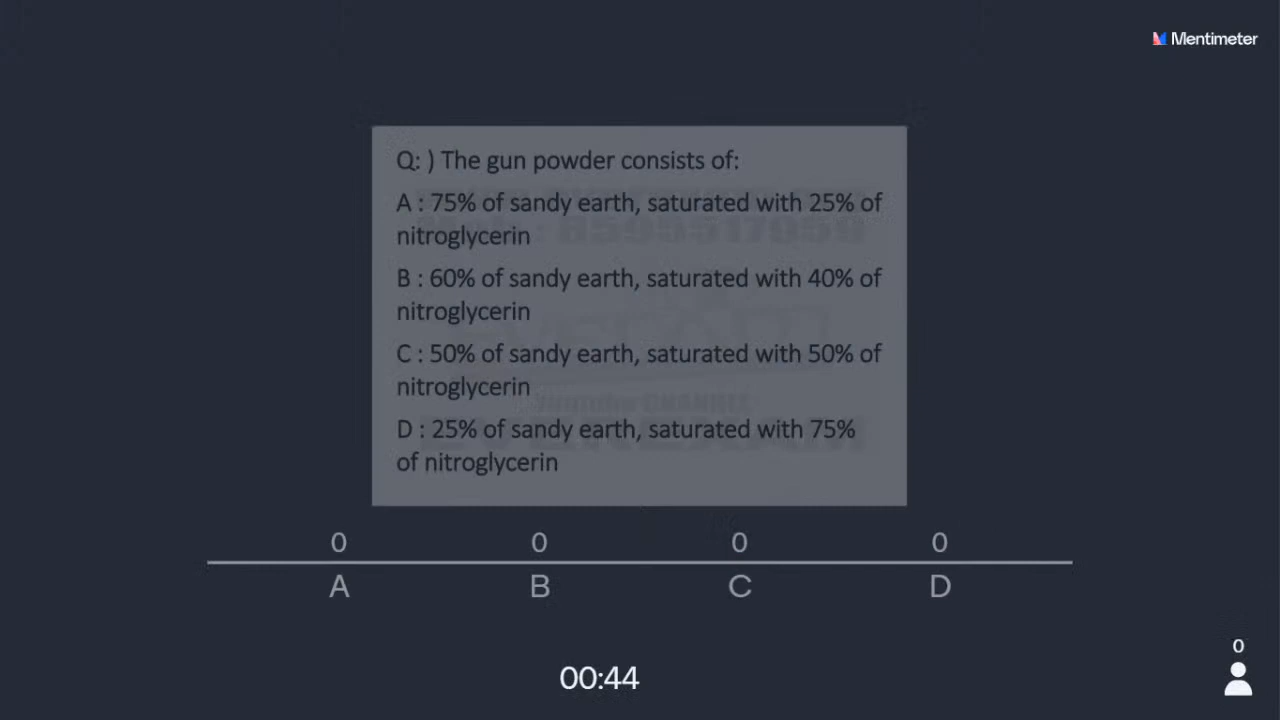 Mentimeter
Q: ) The gun powder consists of:
A : 75% of sandy earth, saturated with 25% of
nitroglycerin
B : 60% of sandy earth, saturated with 40% of
nitroglycerin
C : 50% of sandy earth, saturated with 50% of
nitroglycerin
D : 25% of sandy earth, saturated with 75%
of nitroglycerin
0 0 0 0
A B C D
0
00:44